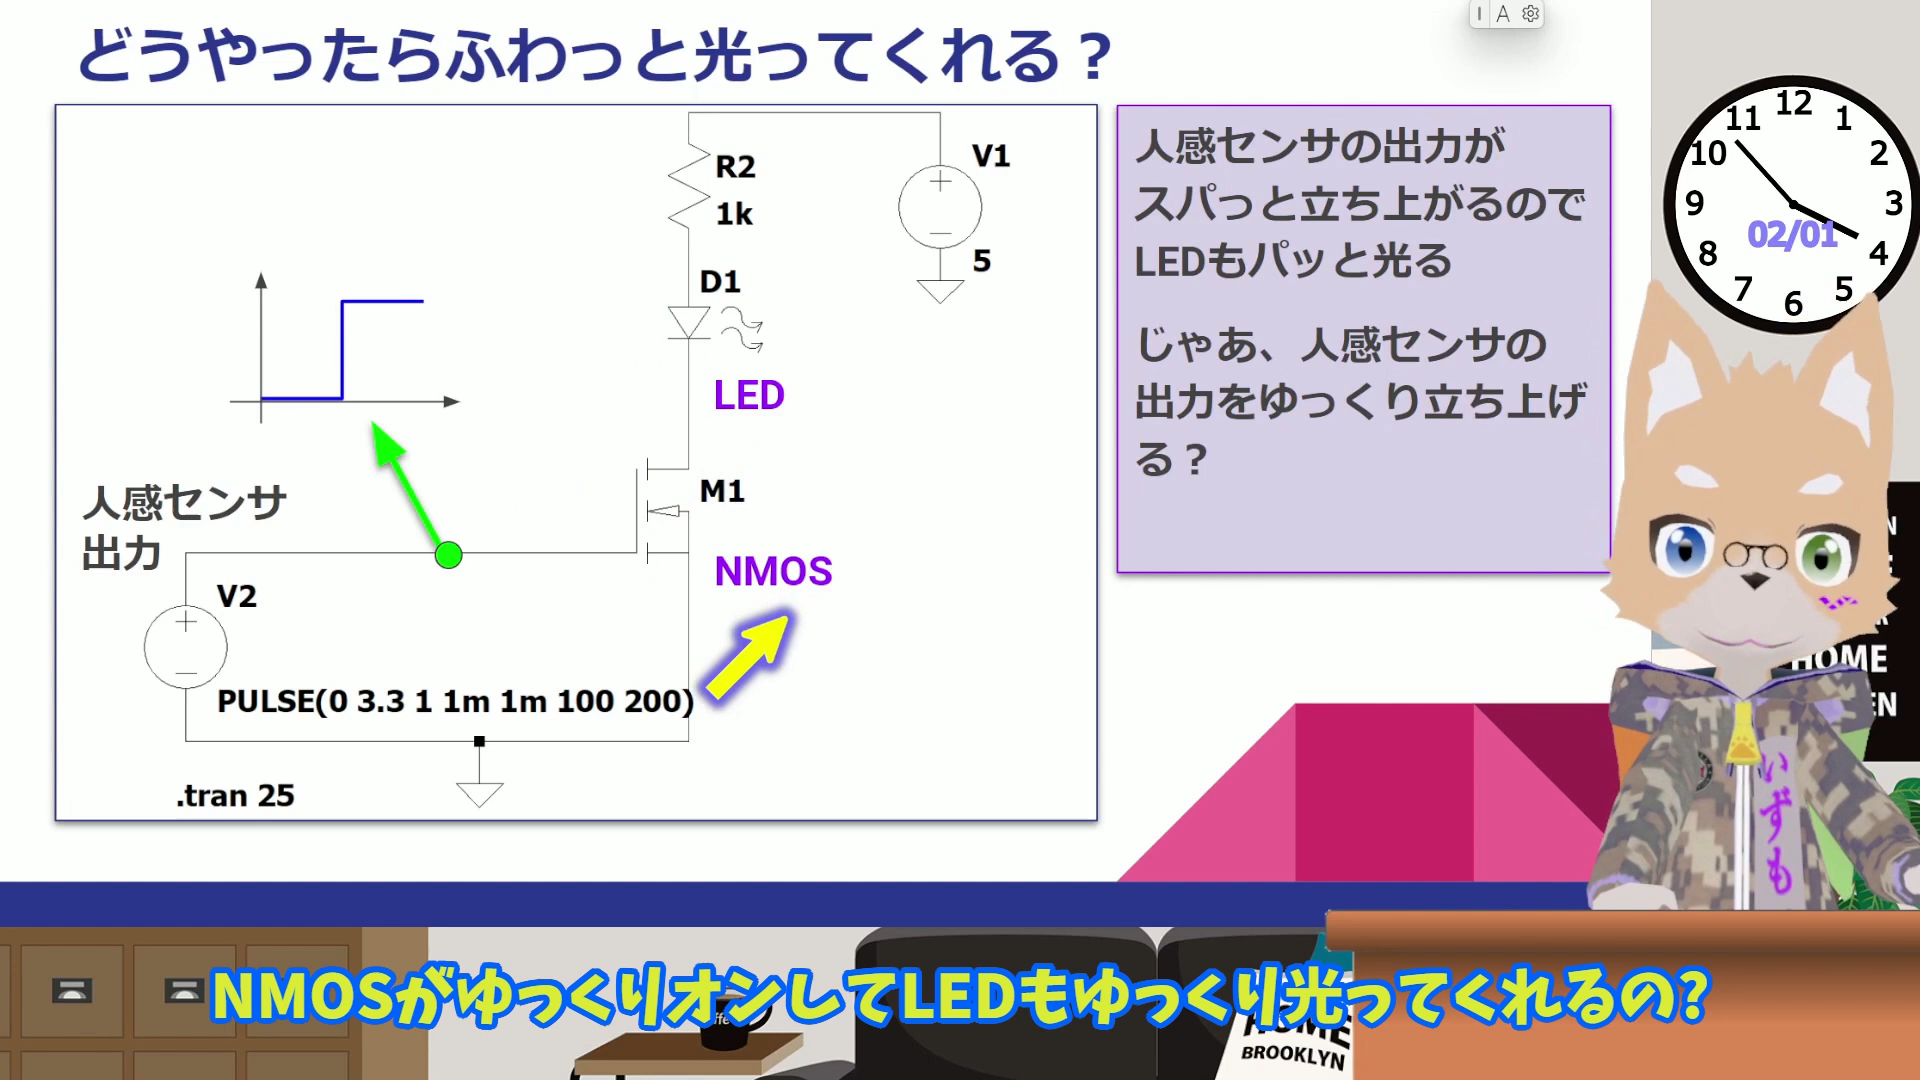 どうやったらふわっと光ってくれる？
R2
1k
V1
5
D1
LED
M1
NMOS
人感センサ
出力
V2
PULSE(0 3.3 1 1m 1m 100 200)
.tran 25
人感センサの出力が
スパっと立ち上がるので
LEDもパッと光る
じゃあ、人感センサの
出力をゆっくり立ち上げ
る？
A
12
1
2
3
4
5
6
7
8
9
10
11
02/01
HOME
いずも
NMOSがゆっくりオンしてLEDもゆっくり光ってくれるの?
HOME
BROOKLYN